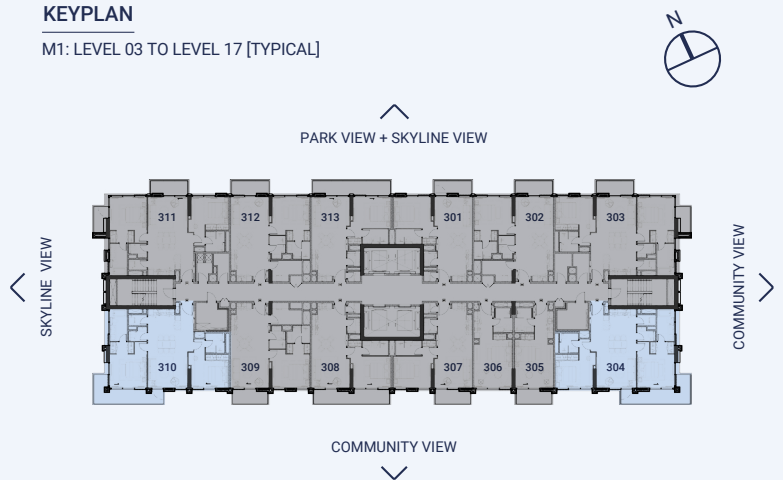 KEYPLAN
M1: LEVEL 03 TO LEVEL 17 [TYPICAL]
N
PARK VIEW + SKYLINE VIEW
311 312 313 301 302 303
SKYLINE VIEW
COMMUNITY VIEW
310 309 308 307 306 305 304
COMMUNITY VIEW